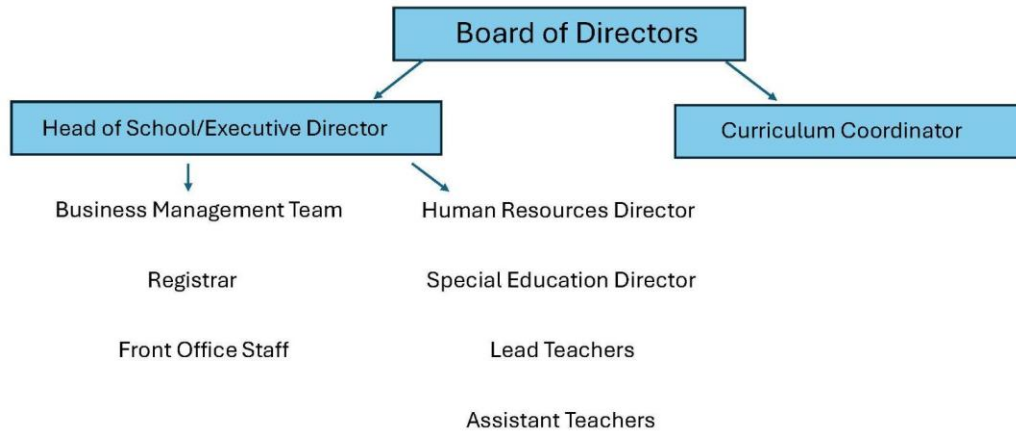 Board of Directors
Head of School/Executive Director
Curriculum Coordinator
Business Management Team
Human Resources Director
Registrar
Special Education Director
Front Office Staff
Lead Teachers
Assistant Teachers